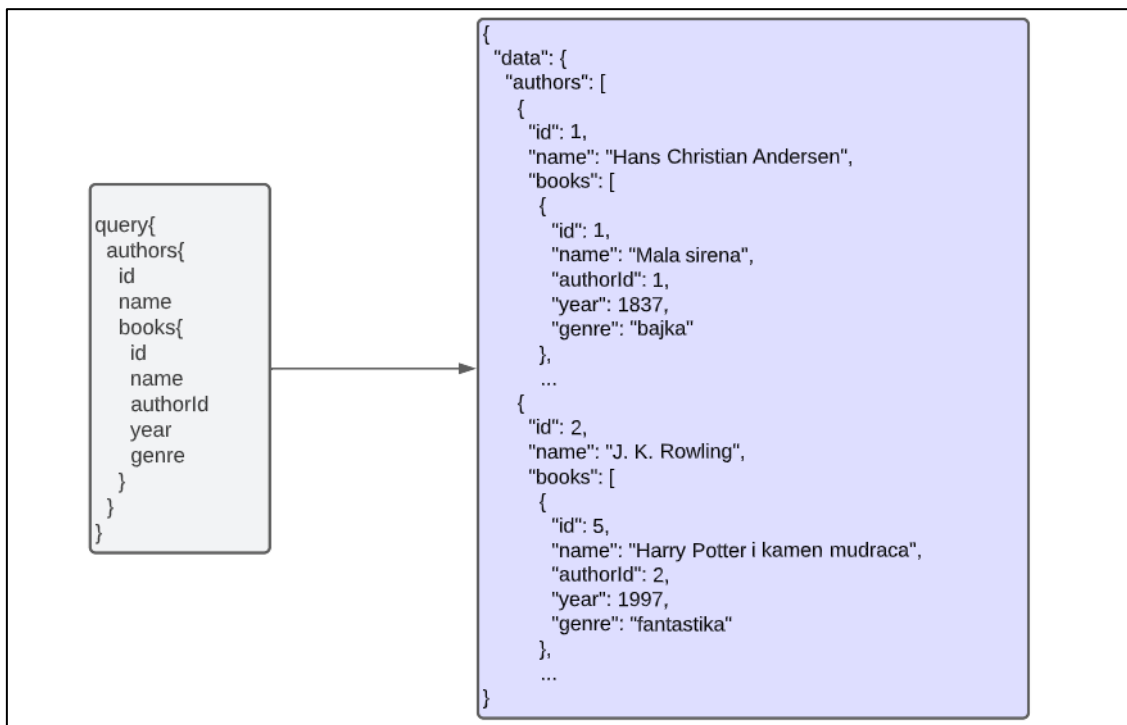 query{
authors{
id
name
books{
id
name
authorId
year
genre
}
}
}
{
"data": {
"authors": [
{
"id": 1,
"name": "Hans Christian Andersen",
"books": [
{
"id": 1,
"name": "Mala sirena",
"authorId": 1,
"year": 1837,
"genre": "bajka"
},
...
{
"id": 2,
"name": "J. K. Rowling",
"books": [
{
"id": 5,
"name": "Harry Potter i kamen mudraca",
"authorId": 2,
"year": 1997,
"genre": "fantastika"
},
...
}